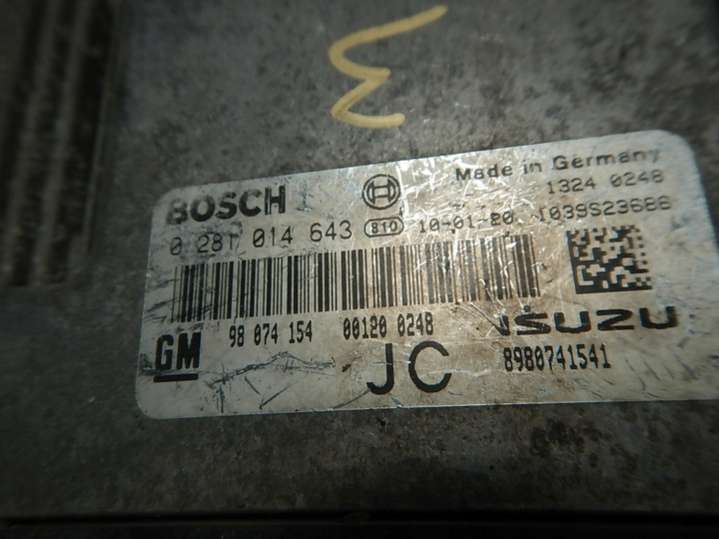 3
BOSCH Made in Germany
1324 0248
0 281 014 643 810 10-01-20 1039S23686
98 074 154 00120 0248 ISUZU
GM JC 8980741541